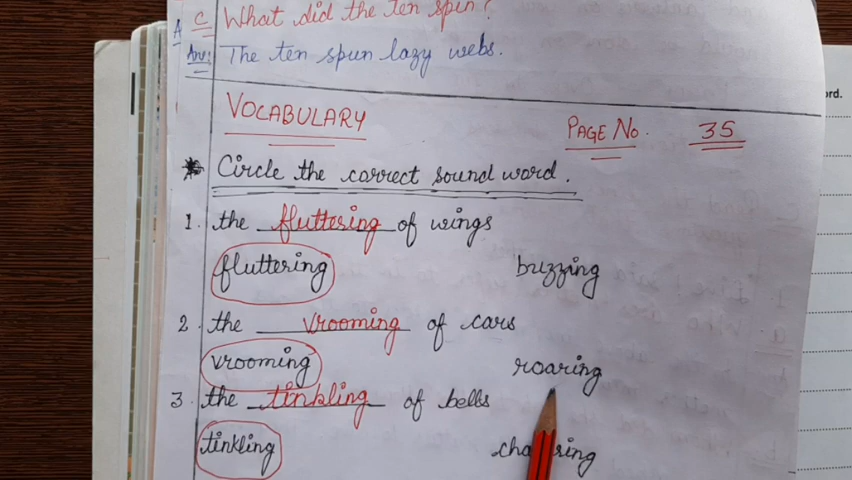 C What did the ten spin?
A
Ans: The ten spun lazy webs.
VOCABULARY PAGE No. 35
* Circle the correct sound word.
1. the fluttering of wings
fluttering buzzing
2. the vrooming of cars
vrooming roaring
3. the tinkling of bells
tinkling